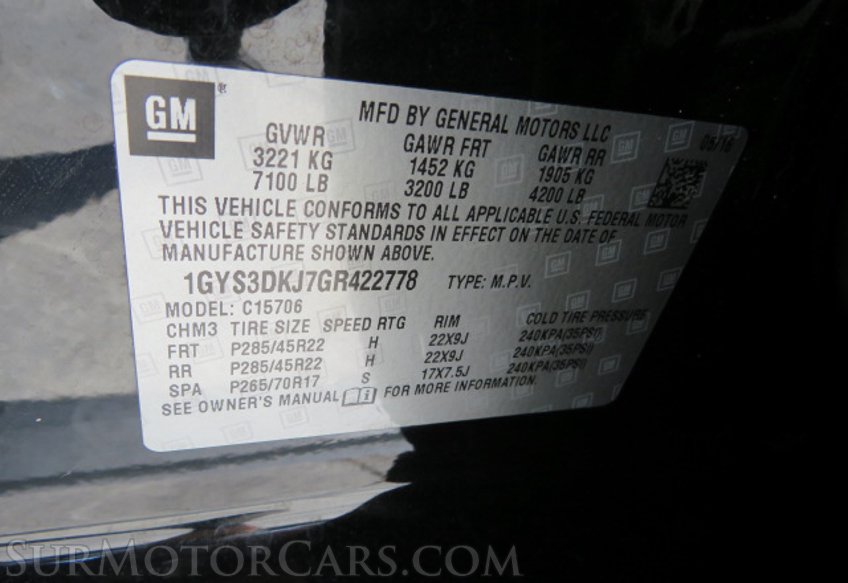 GM
MFD BY GENERAL MOTORS LLC
GVWR GAWR FRT GAWR RR 06/16
3221 KG 1452 KG 1905 KG
7100 LB 3200 LB 4200 LB
THIS VEHICLE CONFORMS TO ALL APPLICABLE U.S. FEDERAL MOTOR
VEHICLE SAFETY STANDARDS IN EFFECT ON THE DATE OF
MANUFACTURE SHOWN ABOVE.
1GYS3DKJ7GR422778 TYPE: M.P.V.
MODEL: C15706
CHM3 TIRE SIZE SPEED RTG RIM COLD TIRE PRESSURE
FRT P285/45R22 H 22X9J 240KPA(35PSI)
RR P285/45R22 H 22X9J 240KPA(35PSI)
SPA P265/70R17 S 17X7.5J 240KPA(35PSI)
SEE OWNER'S MANUAL FOR MORE INFORMATION.
SurMotorCars.com